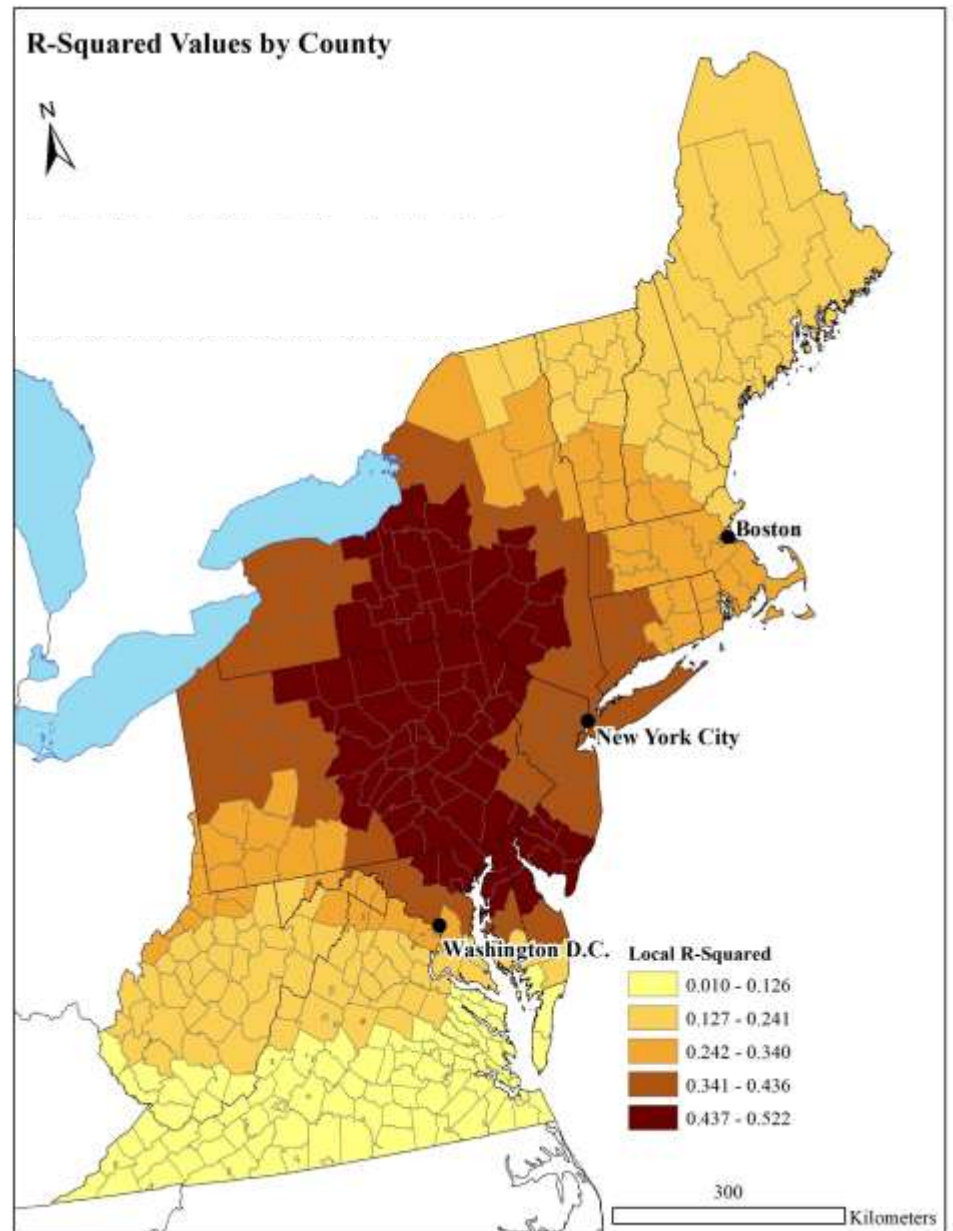 R-Squared Values by County
N
Boston
New York City
Washington D.C.
Local R-Squared
0.010 - 0.126
0.127 - 0.241
0.242 - 0.340
0.341 - 0.436
0.437 - 0.522
300
Kilometers